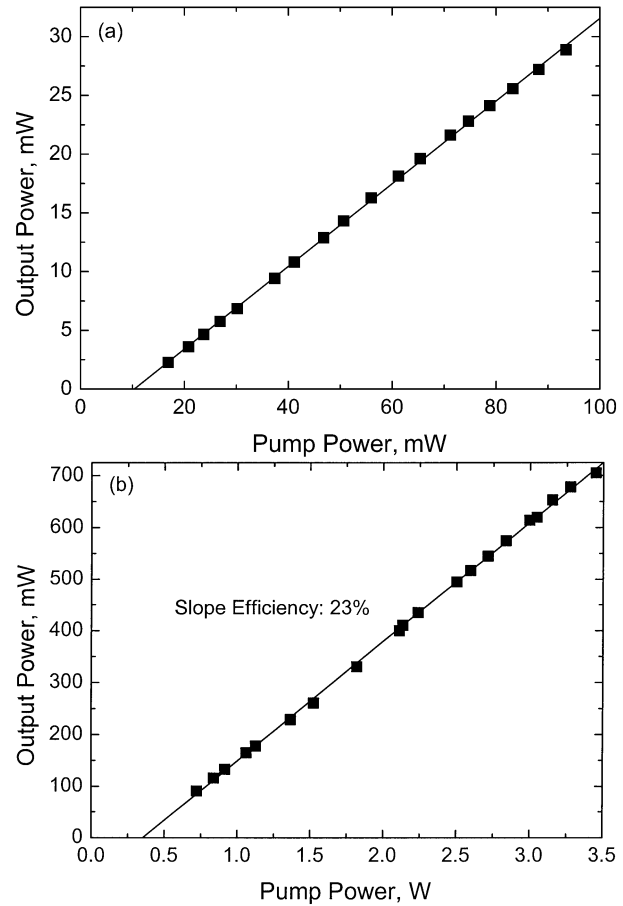 (a)
30
25
20
15
10
5
0
Output Power, mW
0 20 40 60 80 100
Pump Power, mW
(b)
700
600
500
400
300
200
100
0
Output Power, mW
Slope Efficiency: 23%
0.0 0.5 1.0 1.5 2.0 2.5 3.0 3.5
Pump Power, W